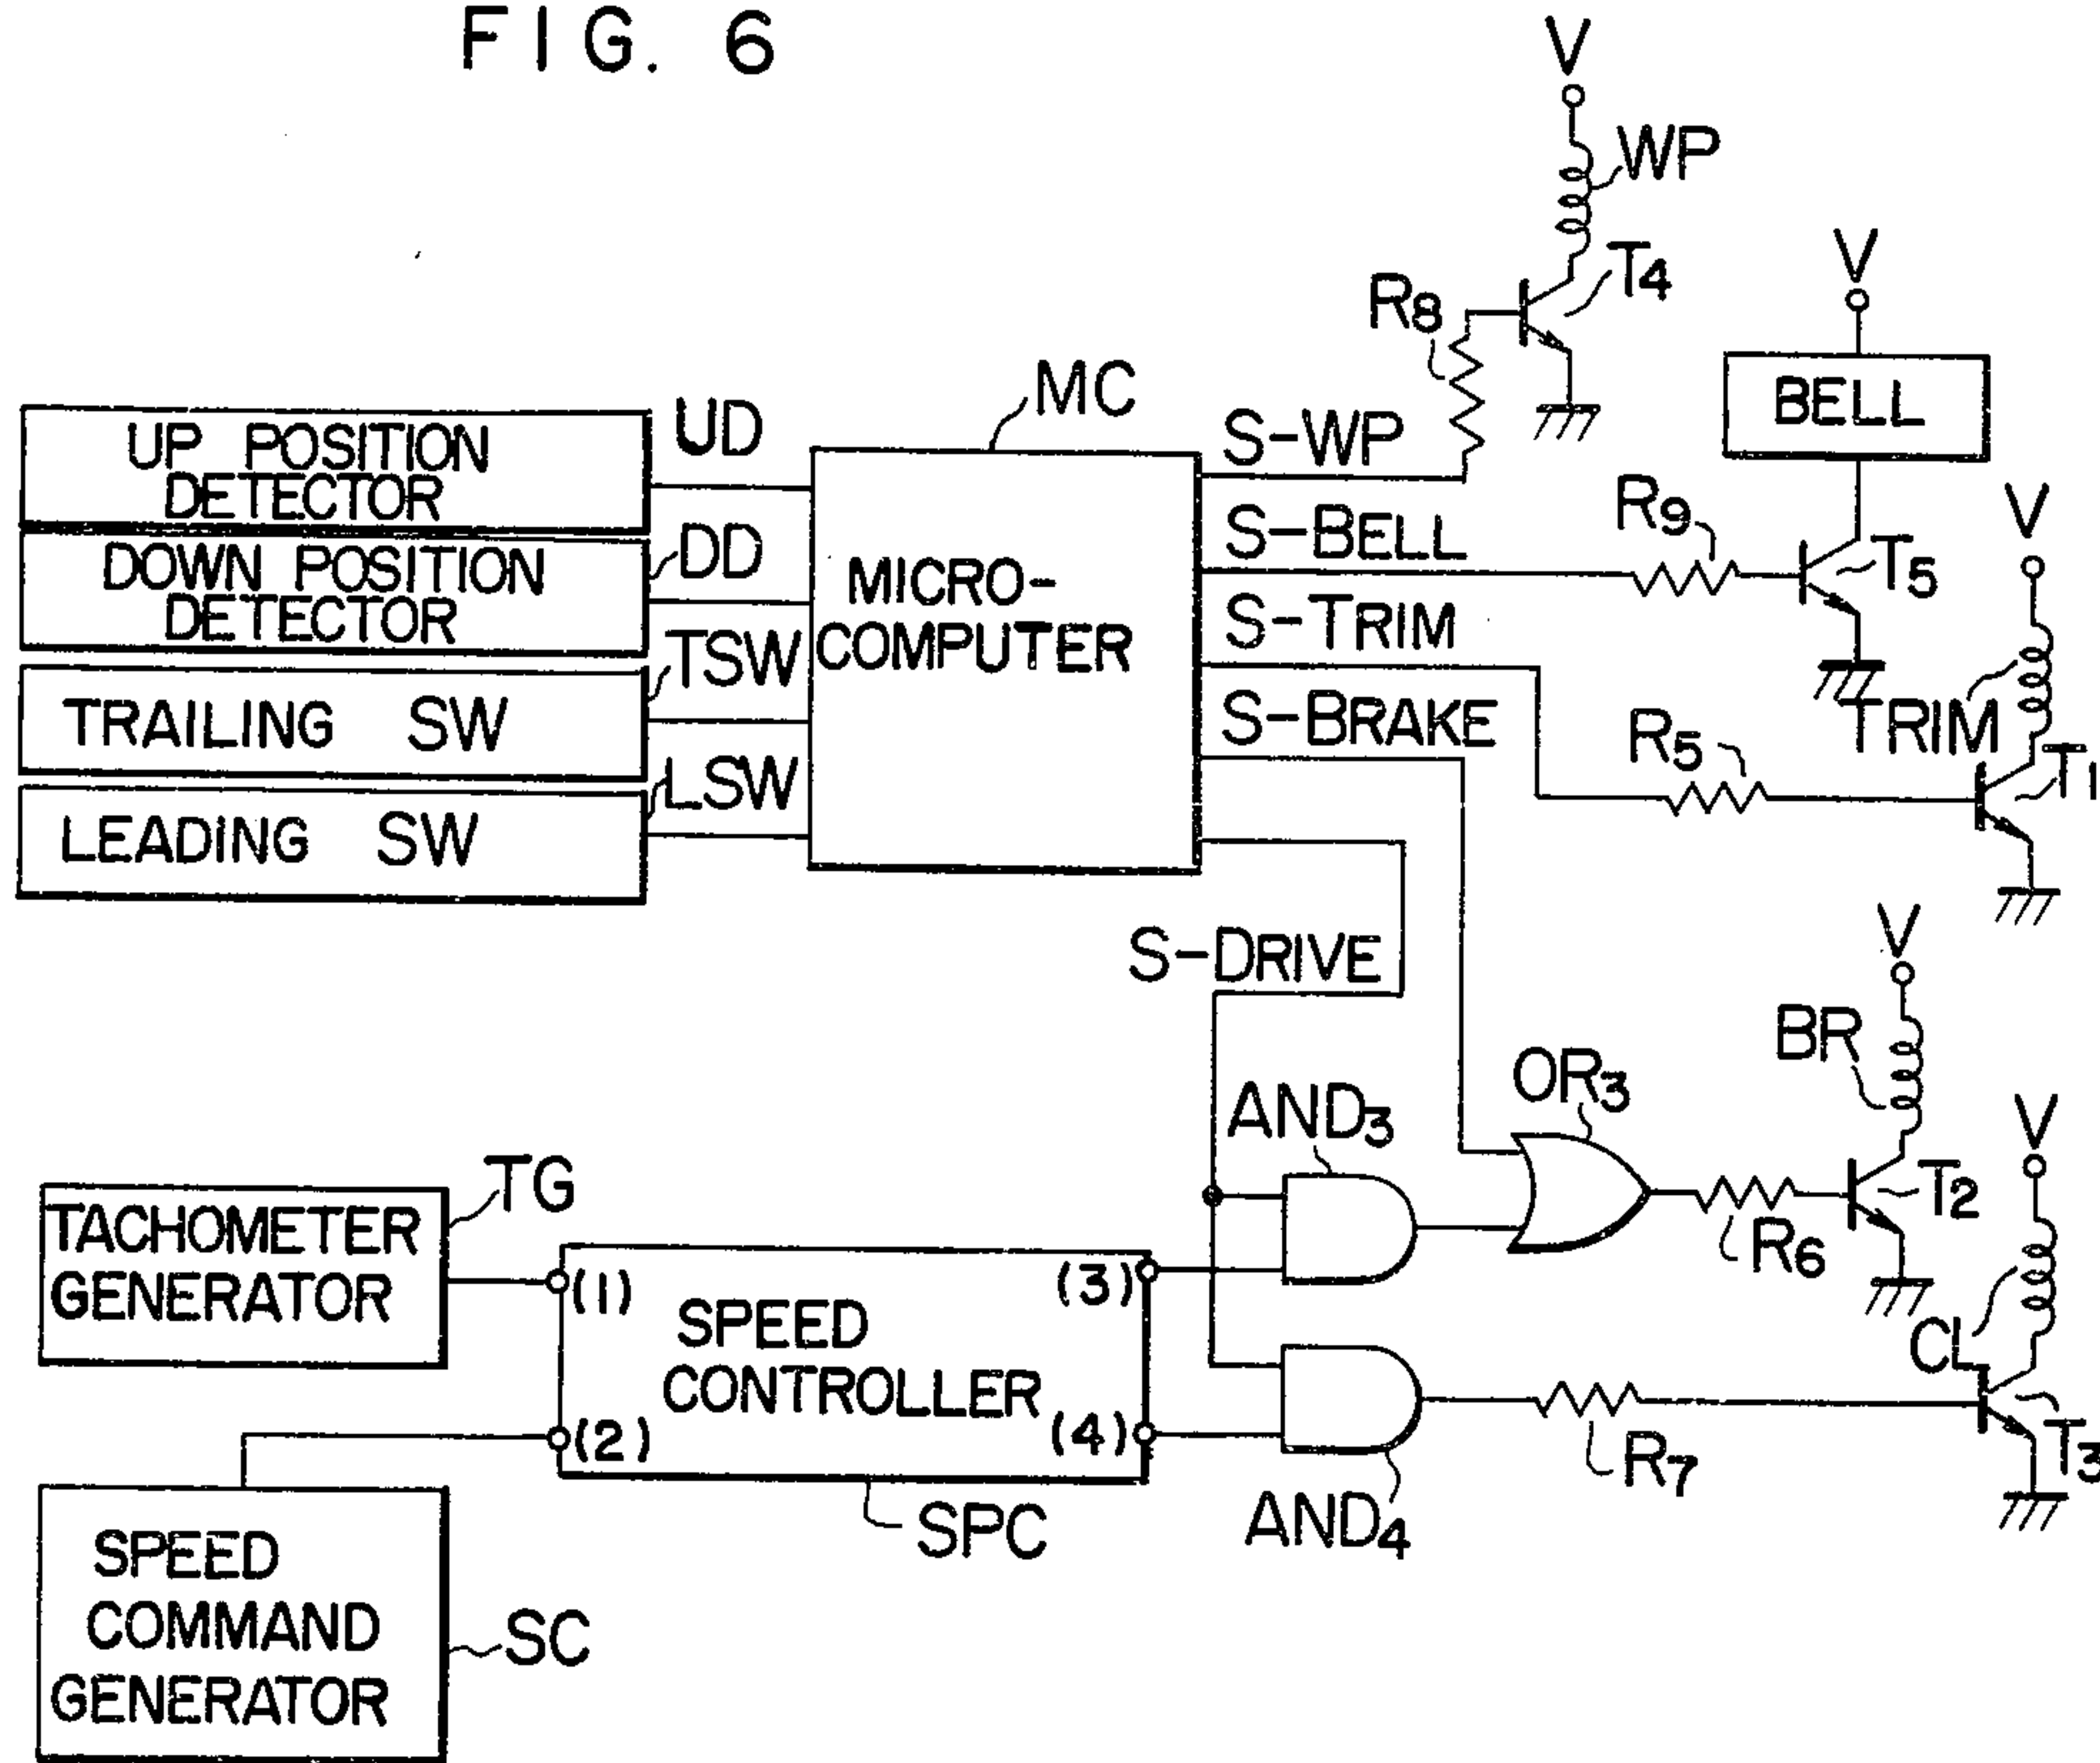 FIG. 6
V
WP
T4
R8
V
BELL
MC
UP POSITION
DETECTOR
UD
DOWN POSITION
DETECTOR
DD
TRAILING SW
TSW
LEADING SW
LSW
MICRO-
COMPUTER
S-WP
S-BELL
S-TRIM
S-BRAKE
S-DRIVE
R9
T5
V
TRIM
R5
T1
V
BR
OR3
AND3
T2
R6
V
CL
TACHOMETER
GENERATOR
TG
(1)
(2)
SPEED
CONTROLLER
(3)
(4)
SPC
AND4
R7
T3
SPEED
COMMAND
GENERATOR
SC